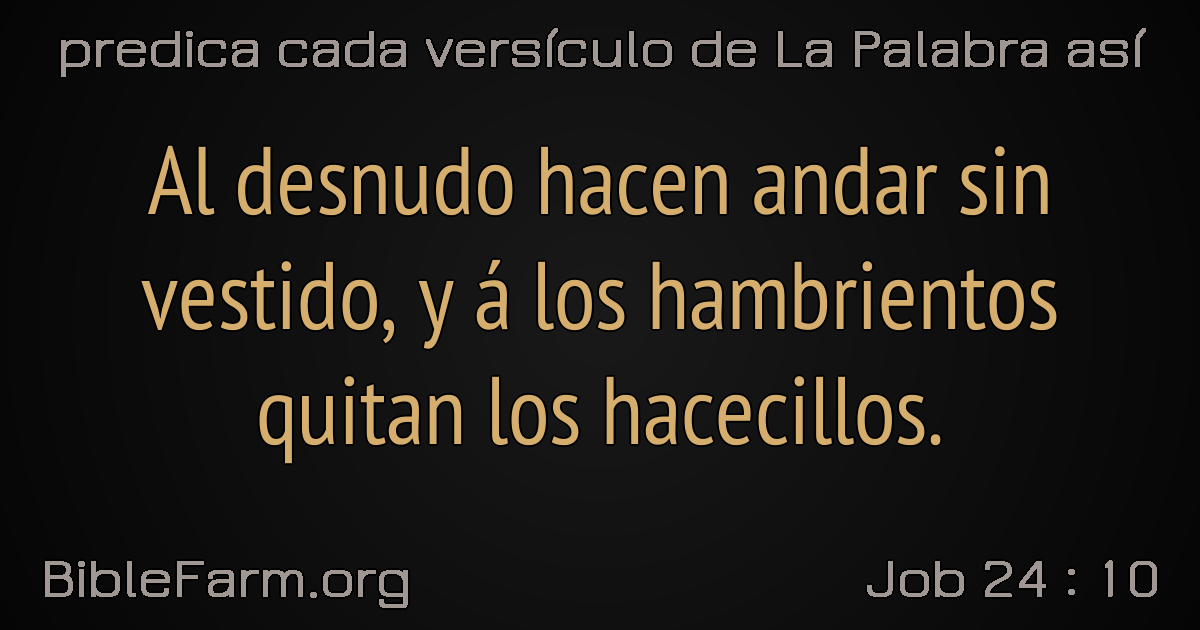 predica cada versículo de La Palabra así
Al desnudo hacen andar sin
vestido, y á los hambrientos
quitan los hacecillos.
BibleFarm.org
Job 24 : 10